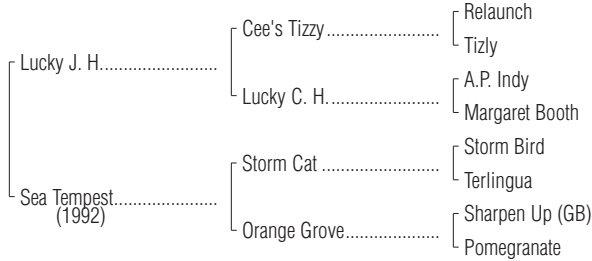 Relaunch
Cee's Tizzy
Tizly
Lucky J. H.
A.P. Indy
Lucky C. H.
Margaret Booth
Storm Bird
Storm Cat
Terlingua
Sea Tempest
(1992)
Sharpen Up (GB)
Orange Grove
Pomegranate